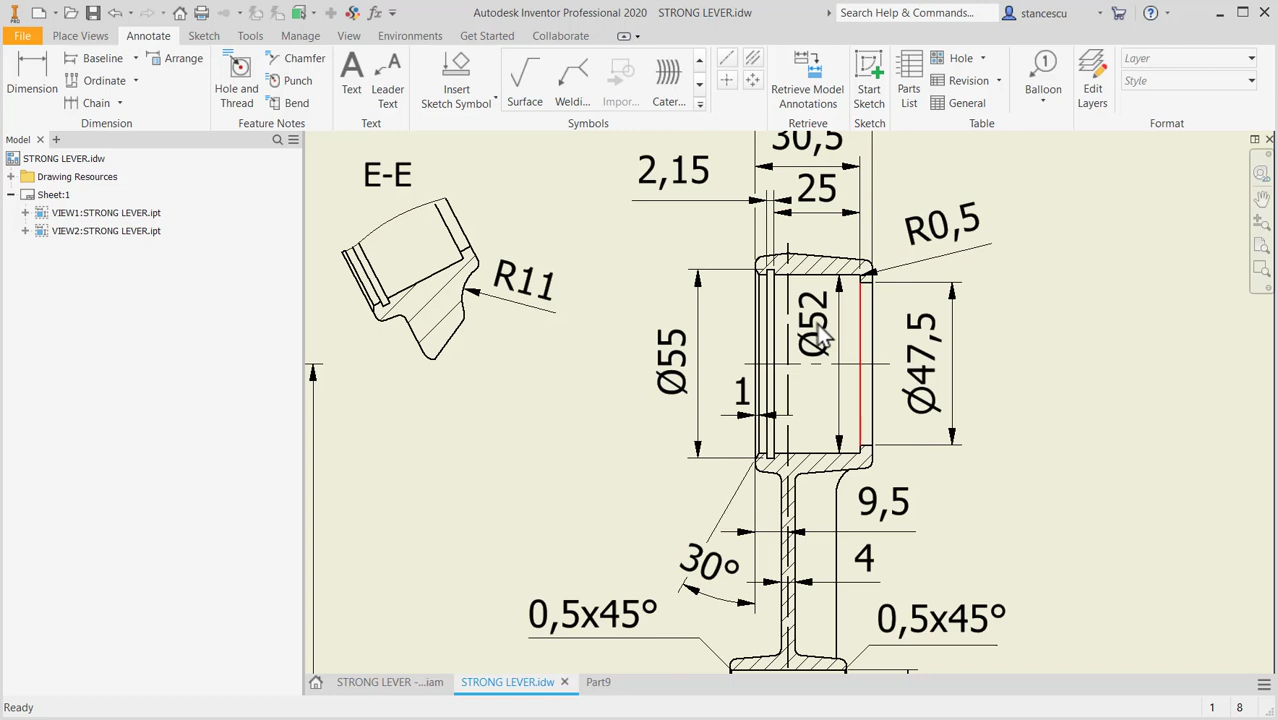 PRO
Autodesk Inventor Professional 2020 STRONG LEVER.idw
Search Help & Commands...
stancescu
File
Place Views
Annotate
Sketch
Tools
Manage
View
Environments
Get Started
Collaborate
Dimension
Baseline
Ordinate
Chain
Arrange
Dimension
Hole and
Thread
Chamfer
Punch
Bend
Feature Notes
Text
Leader
Text
Text
Insert
Sketch Symbol
Surface
Weldi...
Impor...
Cater...
Symbols
Retrieve Model
Annotations
Retrieve
Start
Sketch
Sketch
Parts
List
Hole
Revision
General
Table
Balloon
Edit
Layers
Layer
Style
Format
Model
STRONG LEVER.idw
Drawing Resources
Sheet:1
VIEW1:STRONG LEVER.ipt
VIEW2:STRONG LEVER.ipt
E-E
R11
30,5
2,15
25
R0,5
Ø52
Ø55
Ø47,5
1
9,5
4
30°
0,5x45°
0,5x45°
STRONG LEVER -...iam
STRONG LEVER.idw
Part9
Ready
1
8